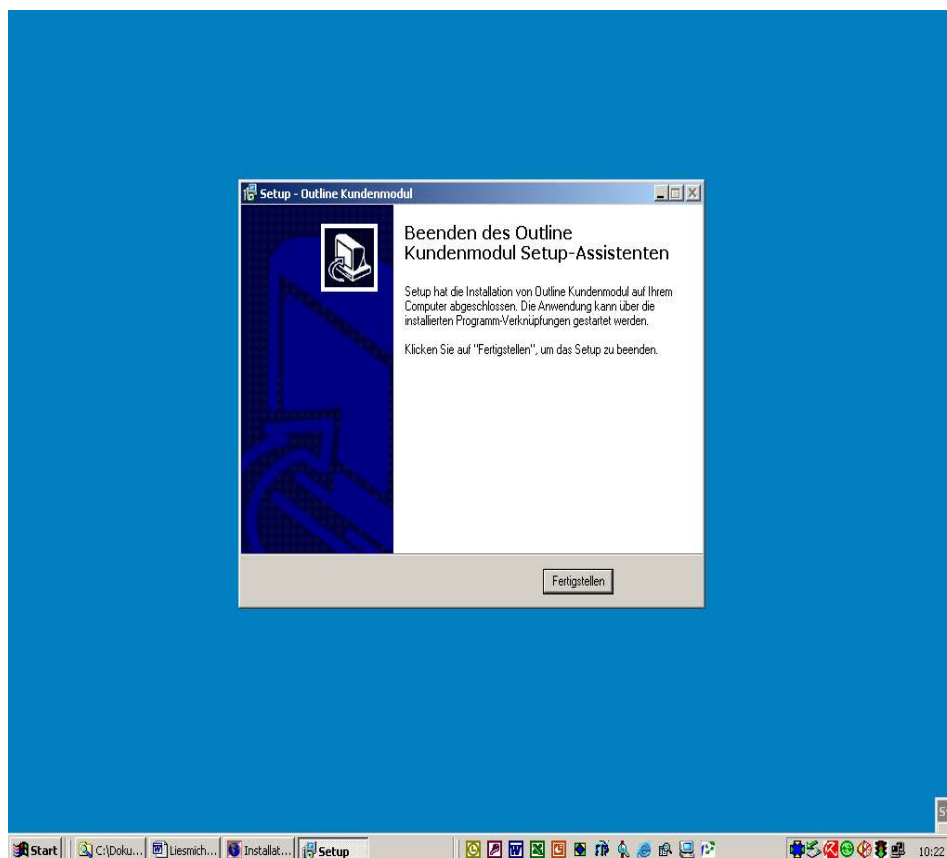 Setup - Outline Kundenmodul
Beenden des Outline
Kundenmodul Setup-Assistenten
Setup hat die Installation von Outline Kundenmodul auf Ihrem
Computer abgeschlossen. Die Anwendung kann über die
installierten Programm-Verknüpfungen gestartet werden.
Klicken Sie auf "Fertigstellen", um das Setup zu beenden.
Fertigstellen
Start C:\Doku... Liesmich... Installat... Setup 10:22